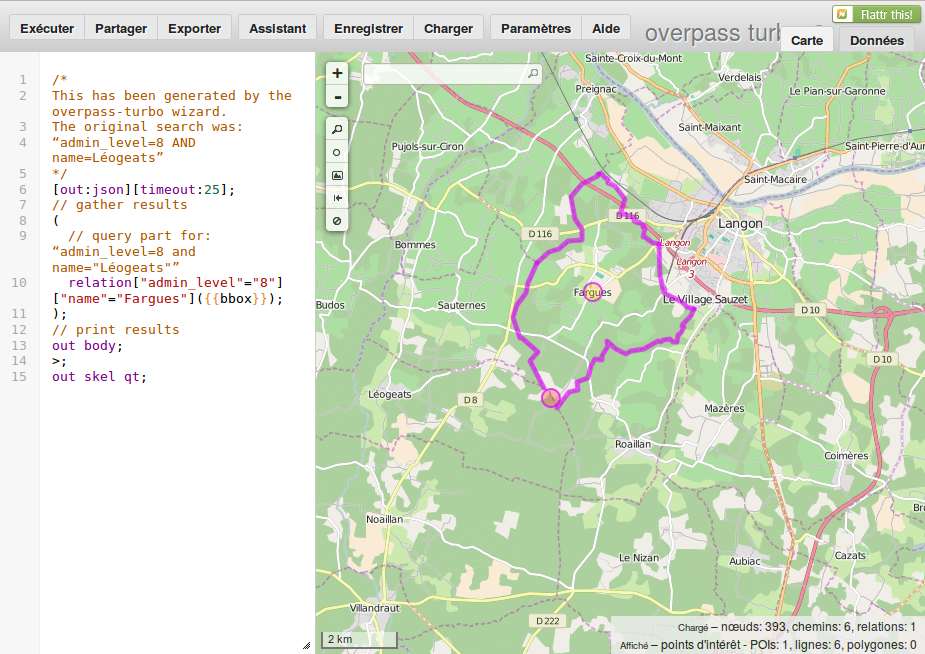 Exécuter Partager Exporter Assistant Enregistrer Charger Paramètres Aide
overpass turb
Flattr this!
Carte Données
1 /*
2 This has been generated by the
overpass-turbo wizard.
3 The original search was:
4 “admin_level=8 AND
name=Léogeats”
5 */
6 [out:json][timeout:25];
7 // gather results
8 (
9 // query part for:
“admin_level=8 and
name="Léogeats"”
10 relation["admin_level"="8"]
["name"="Fargues"]({{bbox}});
11 );
12 // print results
13 out body;
14 >;
15 out skel qt;
+
-
Sainte-Croix-du-Mont
Verdelais
Preignac
Le Pian-sur-Garonne
Saint-Maixant
Pujols-sur-Ciron
Saint-Pierre-d'Aur
Saint-Macaire
D 116
D 116
Langon
Bommes
Langon
Langon
3
Fargues
Le Village Sauzet
Budos
Sauternes
D 10
D 10
Léogeats
D 8
Mazères
Roaillan
Coimères
Br
Noaillan
Le Nizan
Aubiac
Cazats
Villandraut
D 222
2 km
Chargé – nœuds: 393, chemins: 6, relations: 1
Affiché – points d'intérêt - POIs: 1, lignes: 6, polygones: 0